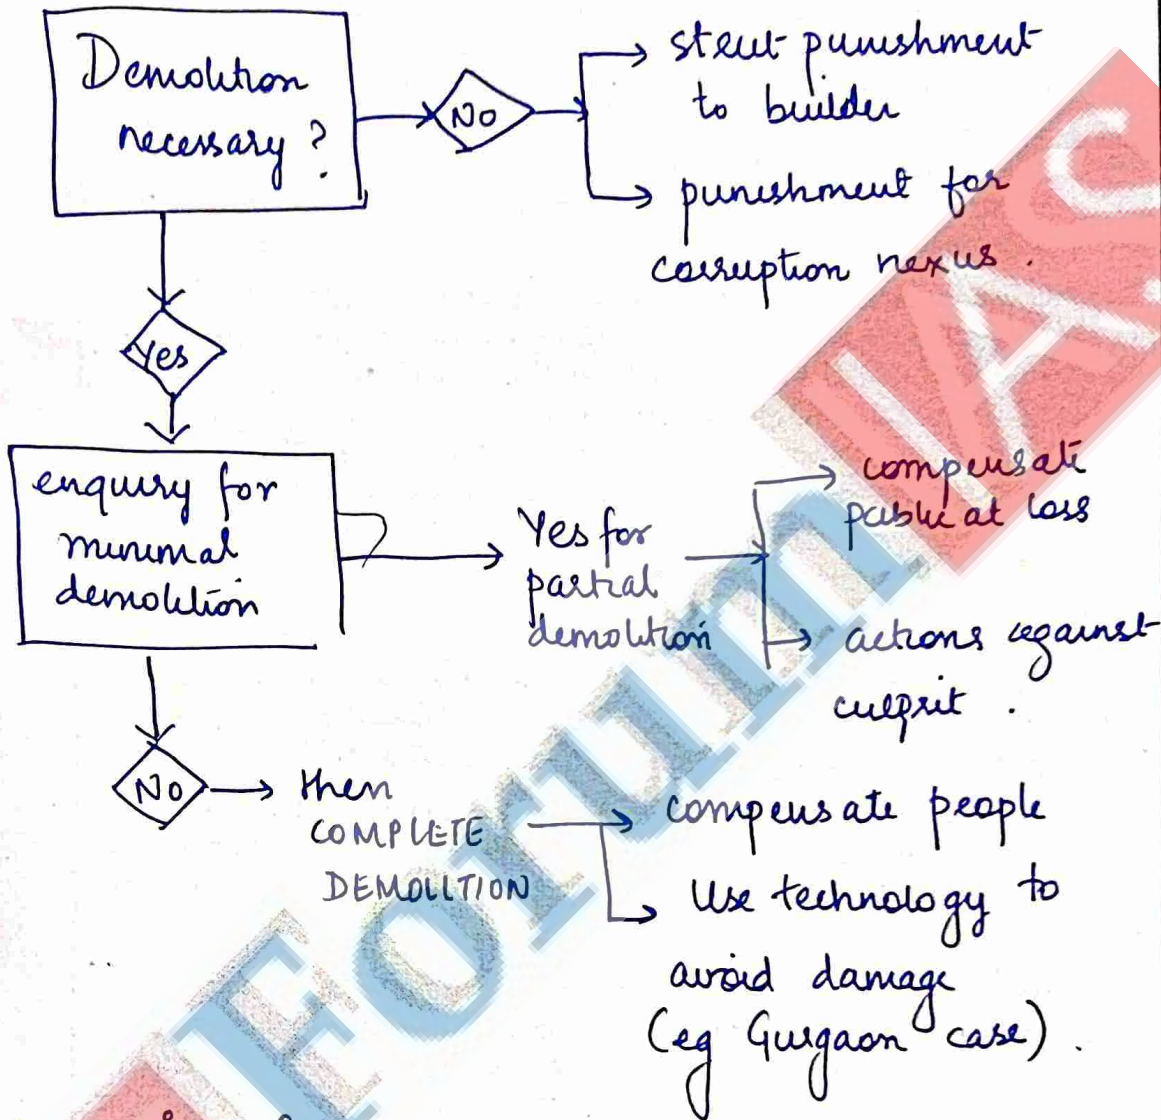 Demolition
necessary ?
No
strict punishment
to builder
punishment for
corruption nexus .
Yes
enquiry for
minimal
demolition
Yes for
partial
demolition
compensate
public at loss
actions against
culprit .
No
then
COMPLETE
DEMOLITION
compensate people
Use technology to
avoid damage
(eg Gurgaon case) .
Forum IAS